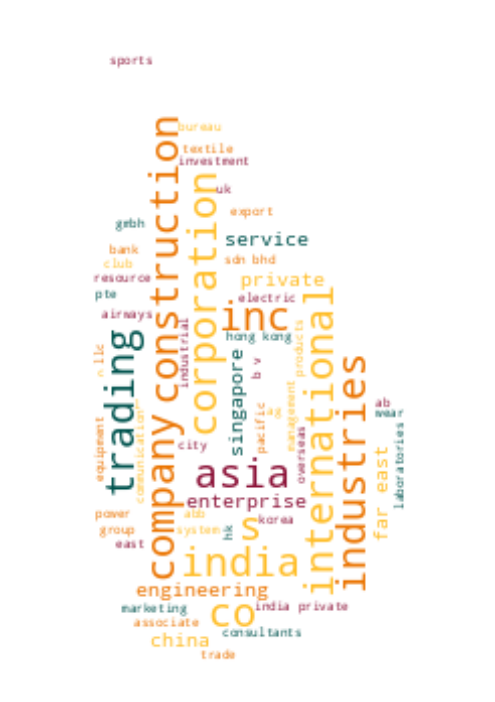 sports
bureau
construction
textile
investment
corporation
uk
export
gmbh
service
bank
sdn bhd
club
resource
private
pte
electric
international
airways
inc
industrial
hong kong
products
trading
singapore
b v
industries
n llc
management
ab
wear
communication
pacific
equipment
laboratories
overseas
city
far east
company
asia
enterprise
power
abb
s
korea
group
system
hk
east
india
engineering
marketing
co
india private
associate
consultants
china
trade